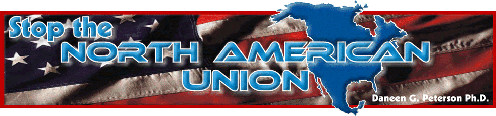 Stop the
NORTH AMERICAN
UNION
Daneen G. Peterson Ph.D.